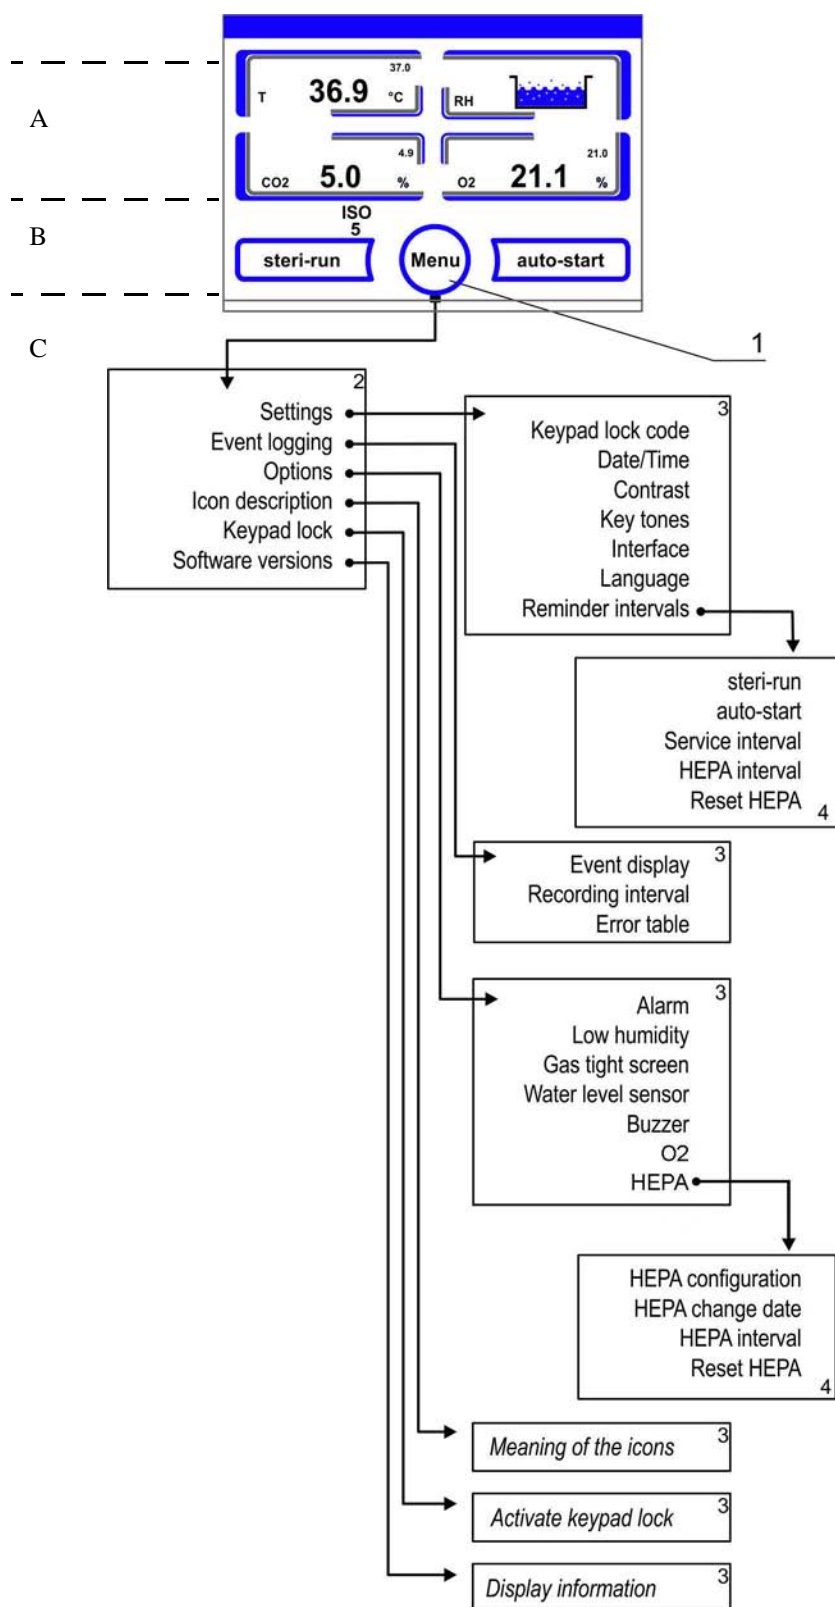 37.0
T 36.9 °C
RH
A
4.9
CO2 5.0 %
21.0
O2 21.1 %
ISO
5
B
steri-run
Menu
auto-start
1
C
2
Settings
Event logging
Options
Icon description
Keypad lock
Software versions
3
Keypad lock code
Date/Time
Contrast
Key tones
Interface
Language
Reminder intervals
steri-run
auto-start
Service interval
HEPA interval
Reset HEPA
4
3
Event display
Recording interval
Error table
3
Alarm
Low humidity
Gas tight screen
Water level sensor
Buzzer
O2
HEPA
HEPA configuration
HEPA change date
HEPA interval
Reset HEPA
4
Meaning of the icons 3
Activate keypad lock 3
Display information 3